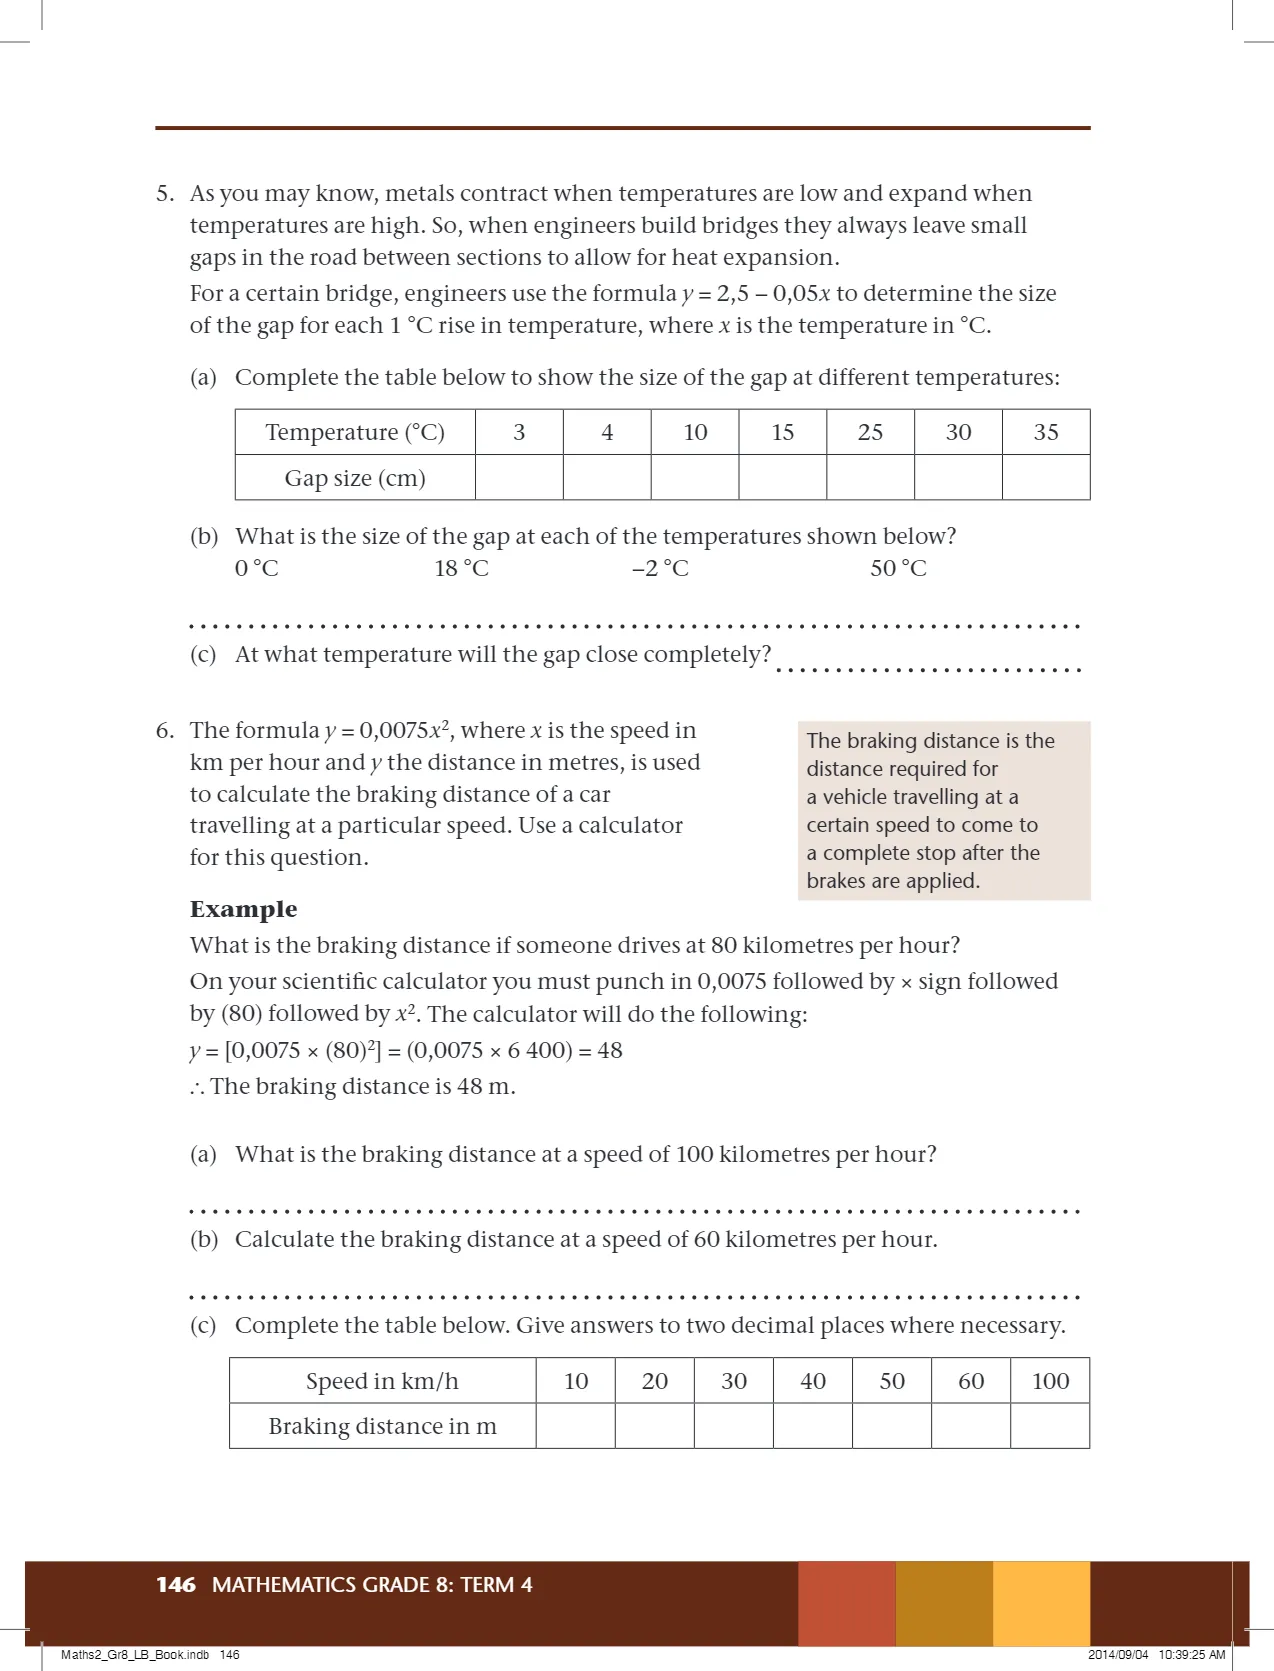 5. As you may know, metals contract when temperatures are low and expand when
temperatures are high. So, when engineers build bridges they always leave small
gaps in the road between sections to allow for heat expansion.
For a certain bridge, engineers use the formula y = 2,5 – 0,05x to determine the size
of the gap for each 1 °C rise in temperature, where x is the temperature in °C.
(a) Complete the table below to show the size of the gap at different temperatures:
Temperature (°C) 3 4 10 15 25 30 35
Gap size (cm)
(b) What is the size of the gap at each of the temperatures shown below?
0 °C 18 °C –2 °C 50 °C
(c) At what temperature will the gap close completely?
6. The formula y = 0,0075x², where x is the speed in
km per hour and y the distance in metres, is used
to calculate the braking distance of a car
travelling at a particular speed. Use a calculator
for this question.
The braking distance is the
distance required for
a vehicle travelling at a
certain speed to come to
a complete stop after the
brakes are applied.
Example
What is the braking distance if someone drives at 80 kilometres per hour?
On your scientific calculator you must punch in 0,0075 followed by × sign followed
by (80) followed by x². The calculator will do the following:
y = [0,0075 × (80)²] = (0,0075 × 6 400) = 48
∴ The braking distance is 48 m.
(a) What is the braking distance at a speed of 100 kilometres per hour?
(b) Calculate the braking distance at a speed of 60 kilometres per hour.
(c) Complete the table below. Give answers to two decimal places where necessary.
Speed in km/h 10 20 30 40 50 60 100
Braking distance in m
146 MATHEMATICS GRADE 8: TERM 4
Maths2_Gr8_LB_Book.indb 146 2014/09/04 10:39:25 AM